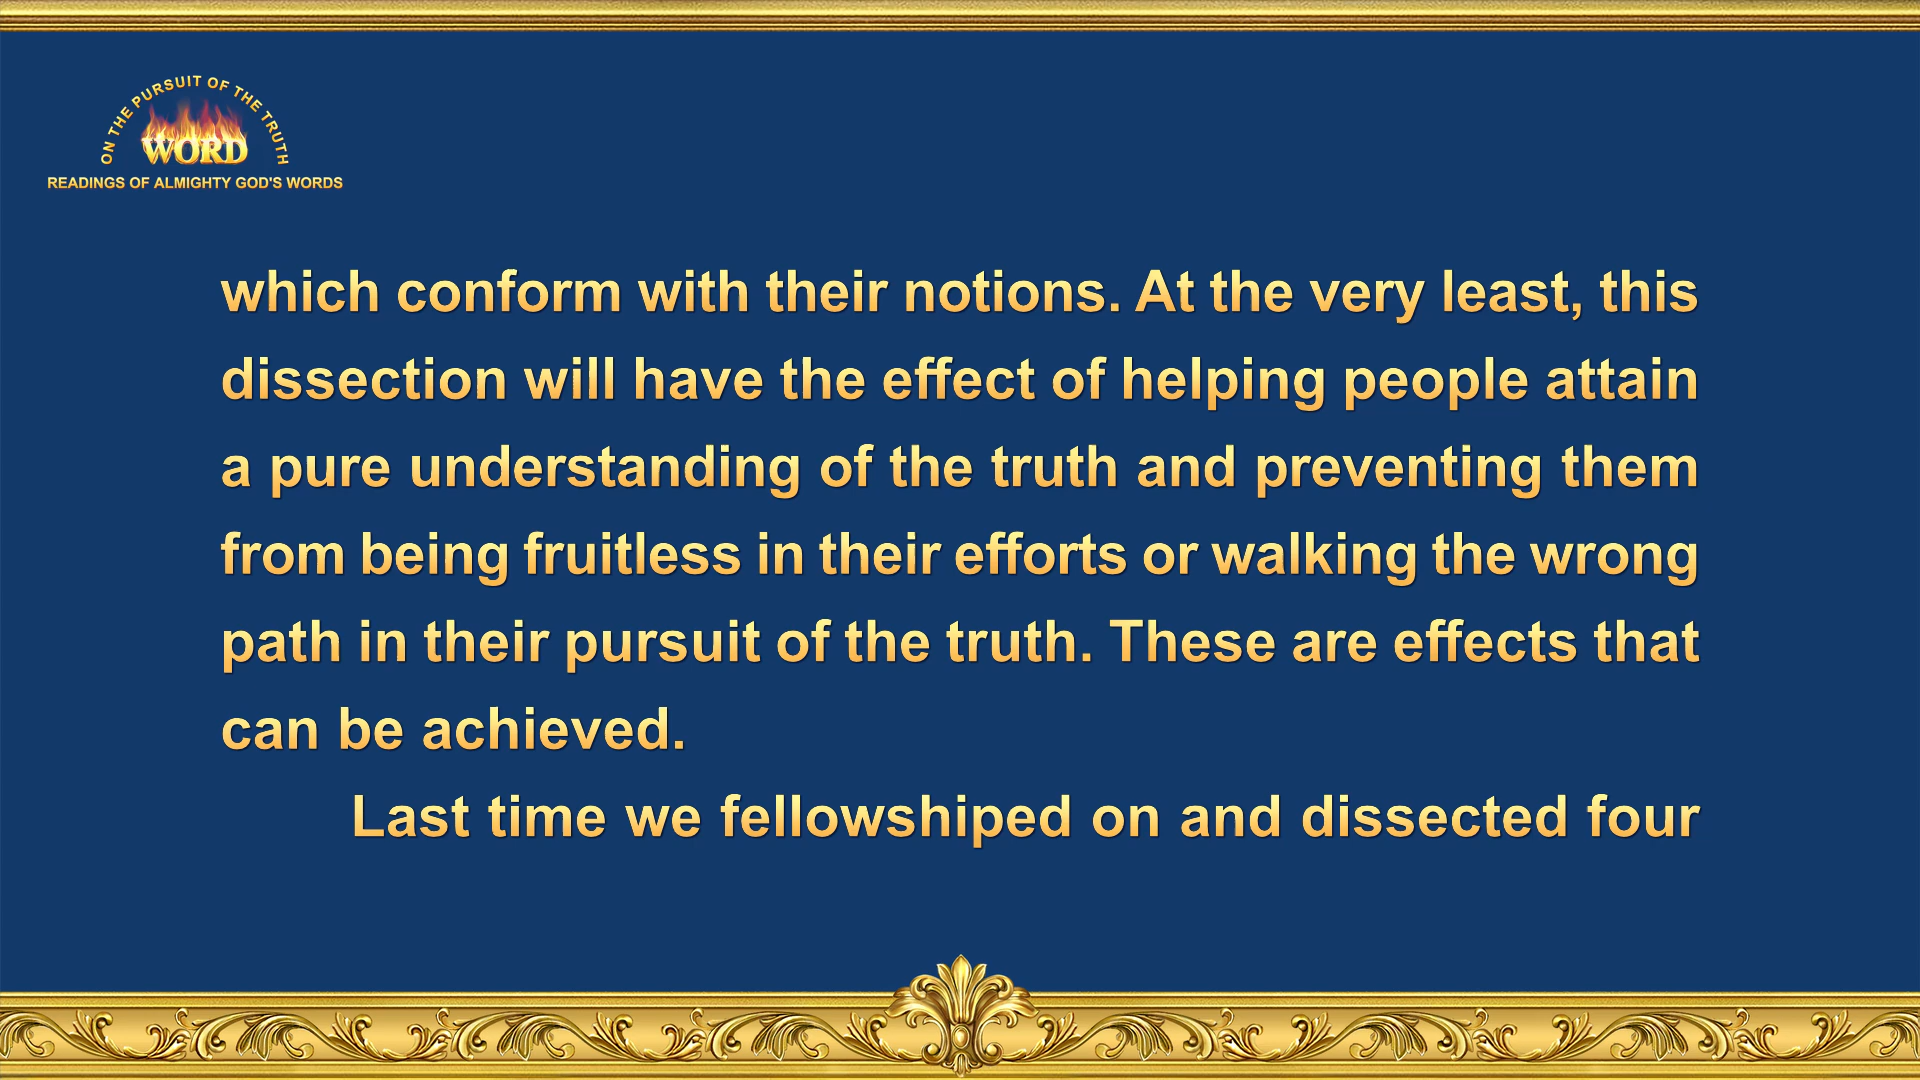 ON THE PURSUIT OF THE TRUTH
WORD
READINGS OF ALMIGHTY GOD'S WORDS
which conform with their notions. At the very least, this
dissection will have the effect of helping people attain
a pure understanding of the truth and preventing them
from being fruitless in their efforts or walking the wrong
path in their pursuit of the truth. These are effects that
can be achieved.
Last time we fellowshiped on and dissected four